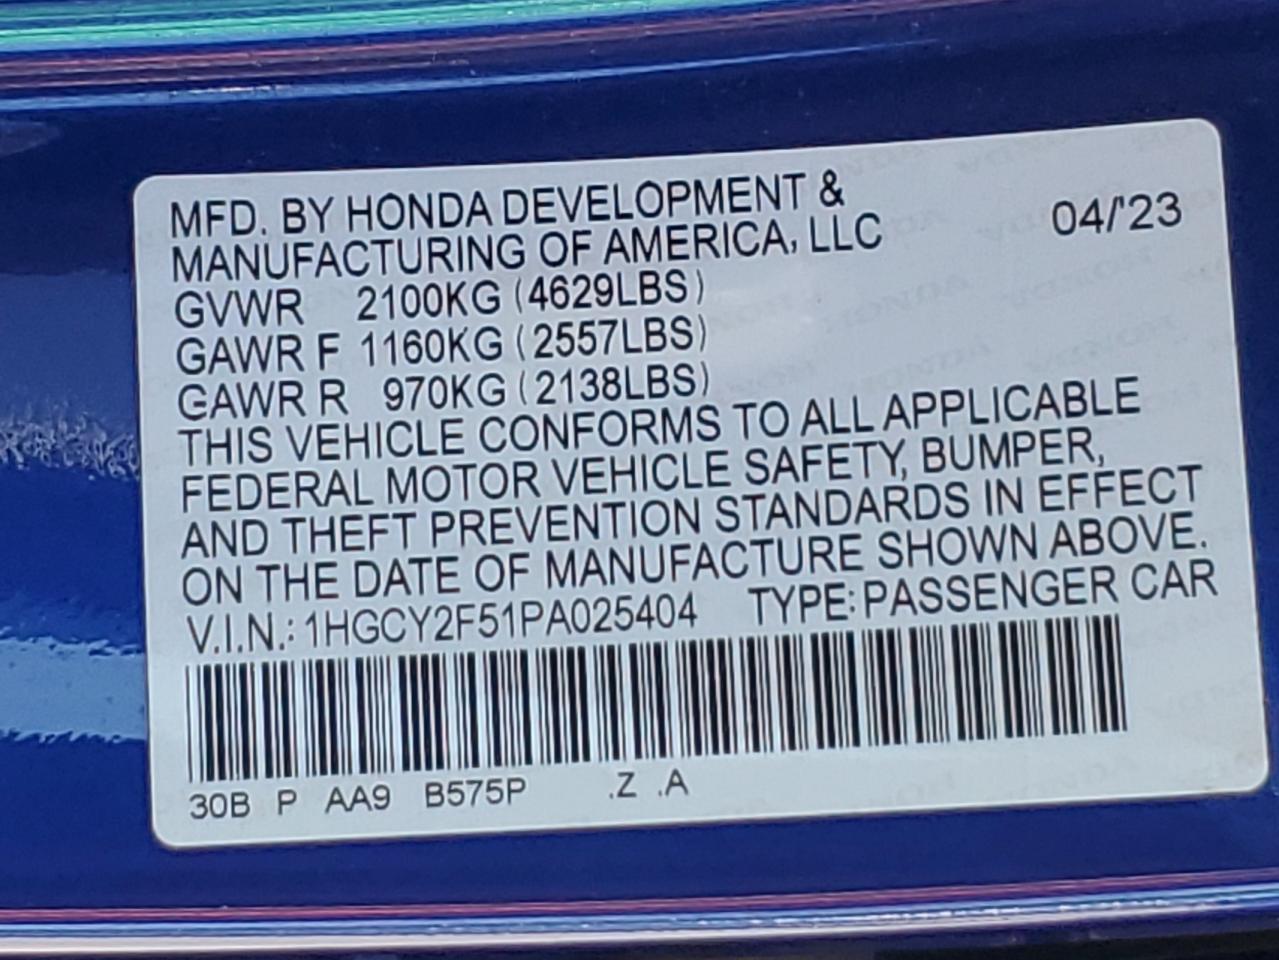 MFD. BY HONDA DEVELOPMENT &
MANUFACTURING OF AMERICA, LLC 04/'23
GVWR 2100KG (4629LBS)
GAWR F 1160KG (2557LBS)
GAWR R 970KG (2138LBS)
THIS VEHICLE CONFORMS TO ALL APPLICABLE
FEDERAL MOTOR VEHICLE SAFETY, BUMPER,
AND THEFT PREVENTION STANDARDS IN EFFECT
ON THE DATE OF MANUFACTURE SHOWN ABOVE.
V.I.N.: 1HGCY2F51PA025404 TYPE: PASSENGER CAR
30B P AA9 B575P .Z .A